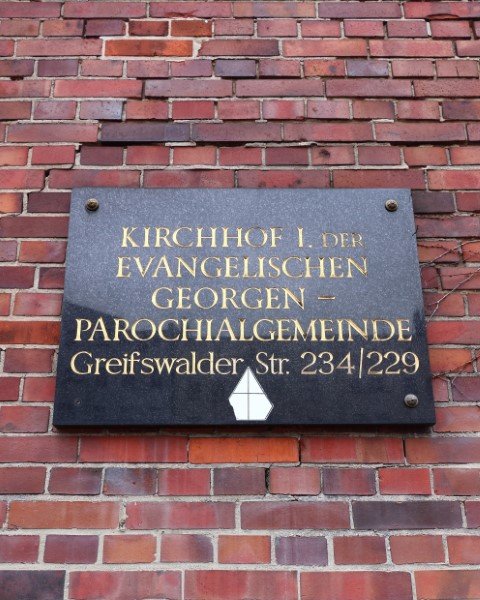 KIRCHHOF I. DER
EVANGELISCHEN
GEORGEN –
PAROCHIALGEMEINDE
Greifswalder Str. 234/229